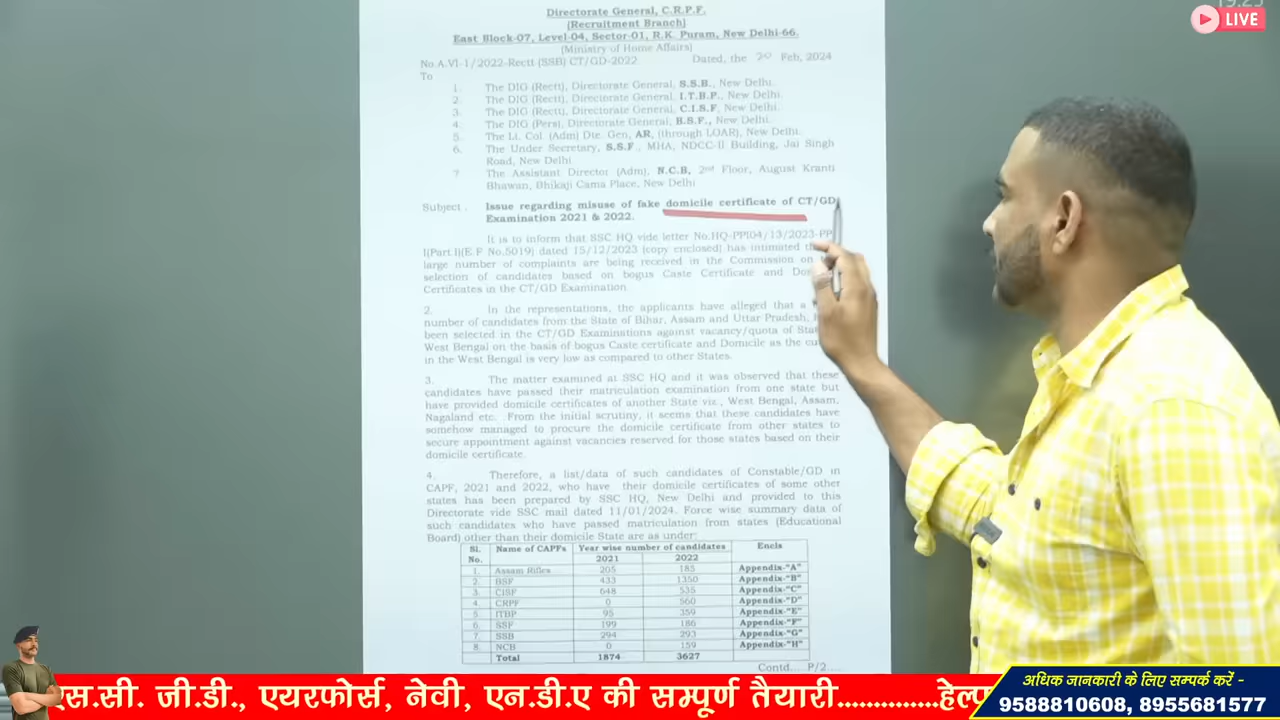 19:25
LIVE
Directorate General, C.R.P.F.
(Recruitment Branch)
East Block-07, Level-04, Sector-01, R.K. Puram, New Delhi-66.
(Ministry of Home Affairs)
No.A.VI-1/2022-Rectt (SSB) CT/GD-2022 Dated, the 20 Feb, 2024
To
1. The DIG (Rectt), Directorate General, S.S.B., New Delhi.
2. The DIG (Rectt), Directorate General, I.T.B.P., New Delhi.
3. The DIG (Rectt), Directorate General, C.I.S.F, New Delhi.
4. The DIG (Pers), Directorate General, B.S.F., New Delhi.
5. The Lt. Col (Adm) Dte. Gen, AR, (through LOAR), New Delhi.
6. The Under Secretary, S.S.F., MHA, NDCC-II Building, Jai Singh
Road, New Delhi
7 The Assistant Director (Adm), N.C.B, 2nd Floor, August Kranti
Bhawan, Bhikaji Cama Place, New Delhi
Subject. Issue regarding misuse of fake domicile certificate of CT/GD
Examination 2021 & 2022.
It is to inform that SSC HQ vide letter No.HQ-PPI04/13/2023-PP
I(Part.I)(E.F No.5019) dated 15/12/2023 (copy enclosed) has intimated
large number of complaints are being received in the Commission on
selection of candidates based on bogus Caste Certificate and
Certificates in the CT/GD Examination
2. In the representations, the applicants have alleged that a
number of candidates from the State of Bihar, Assam and Uttar Pradesh,
been selected in the CT/GD Examinations against vacancy/quota of
West Bengal on the basis of bogus Caste certificate and Domicile as the
in the West Bengal is very low as compared to other States.
3. The matter examined at SSC HQ and it was observed that these
candidates have passed their matriculation examination from one state but
have provided domicile certificates of another State viz., West Bengal, Assam,
Nagaland etc. From the initial scrutiny, it seems that these candidates have
somehow managed to procure the domicile certificate from other states to
secure appointment against vacancies reserved for those states based on their
domicile certificate.
4. Therefore, a list/data of such candidates of Constable/GD in
CAPF, 2021 and 2022, who have their domicile certificates of some other
states has been prepared by SSC HQ, New Delhi and provided to this
Directorate vide SSC mail dated 11/01/2024. Force wise summary data of
such candidates who have passed matriculation from states (Educational
Board) other than their domicile State are as under:
Sl. No. Name of CAPFs Year wise number of candidates Encls
2021 2022
1. Assam Rifles 205 185 Appendix-"A"
2. BSF 433 1350 Appendix-"B"
3. CISF 648 535 Appendix-"C"
4. CRPF 0 560 Appendix-"D"
5. ITBP 95 359 Appendix-"E"
6. SSF 199 186 Appendix-"F"
7. SSB 294 293 Appendix-"G"
8. NCB 0 159 Appendix-"H"
Total 1874 3627
Contd... P/2....
एस.सी. जी.डी., एयरफोर्स, नेवी, एन.डी.ए की सम्पूर्ण तैयारी..............हेल्प
अधिक जानकारी के लिए सम्पर्क करें -
9588810608, 8955681577